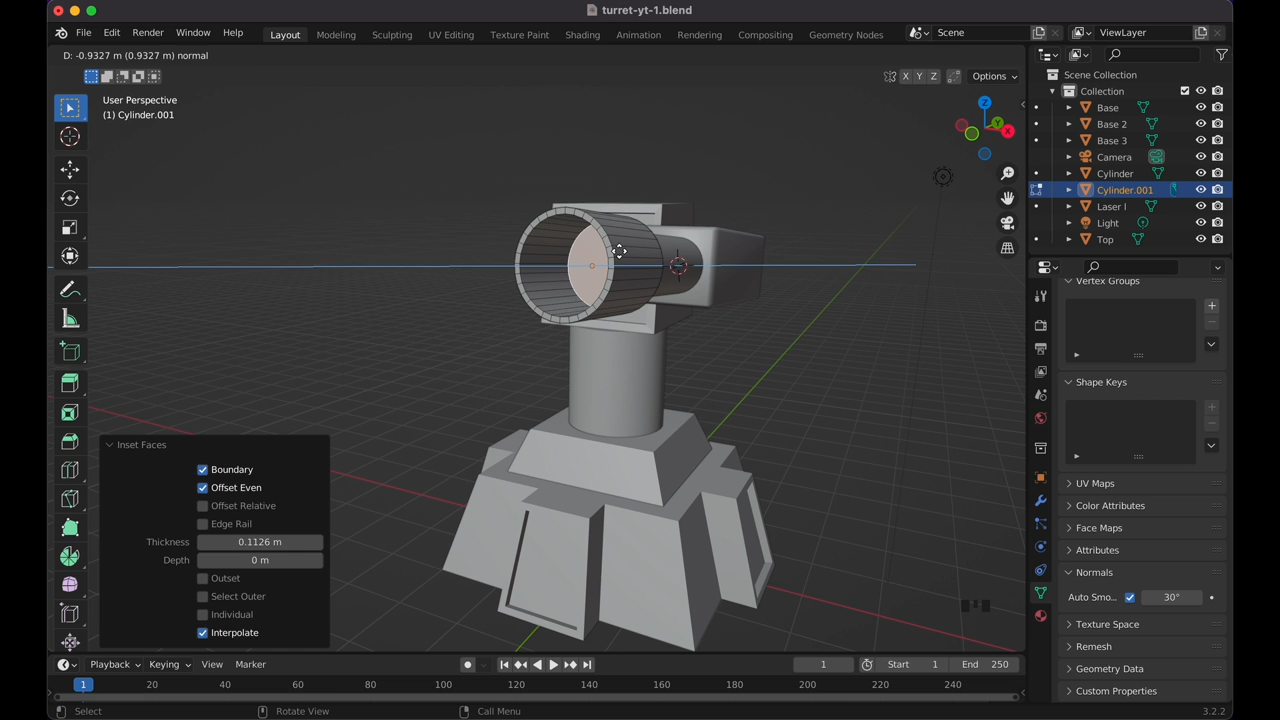 turret-yt-1.blend
File Edit Render Window Help
Layout Modeling Sculpting UV Editing Texture Paint Shading Animation Rendering Compositing Geometry Nodes
Scene
ViewLayer
D: -0.9327 m (0.9327 m) normal
X Y Z
Options
User Perspective
(1) Cylinder.001
Z
Y
X
Scene Collection
Collection
Base
Base 2
Base 3
Camera
Cylinder
Cylinder.001
Laser I
Light
Top
Vertex Groups
Shape Keys
UV Maps
Color Attributes
Face Maps
Attributes
Normals
Auto Smo... 30°
Texture Space
Remesh
Geometry Data
Custom Properties
Inset Faces
Boundary
Offset Even
Offset Relative
Edge Rail
Thickness 0.1126 m
Depth 0 m
Outset
Select Outer
Individual
Interpolate
Playback Keying View Marker
1
Start 1 End 250
1 20 40 60 80 100 120 140 160 180 200 220 240
Select Rotate View Call Menu
3.2.2